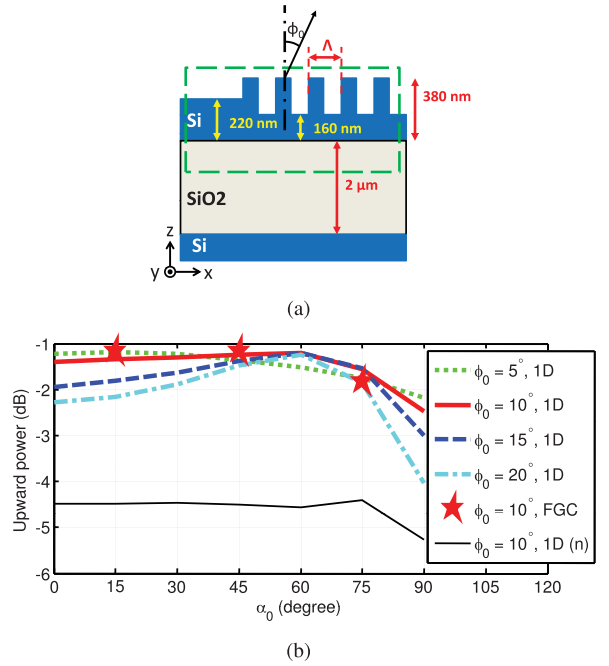 ϕ0
Λ
380 nm
Si
220 nm
160 nm
2 μm
SiO2
z
Si
y
x
(a)
-1
-2
-3
-4
-5
-6
Upward power (dB)
0
15
30
45
60
75
90
105
120
α0 (degree)
ϕ0 = 5°, 1D
ϕ0 = 10°, 1D
ϕ0 = 15°, 1D
ϕ0 = 20°, 1D
ϕ0 = 10°, FGC
ϕ0 = 10°, 1D (n)
(b)